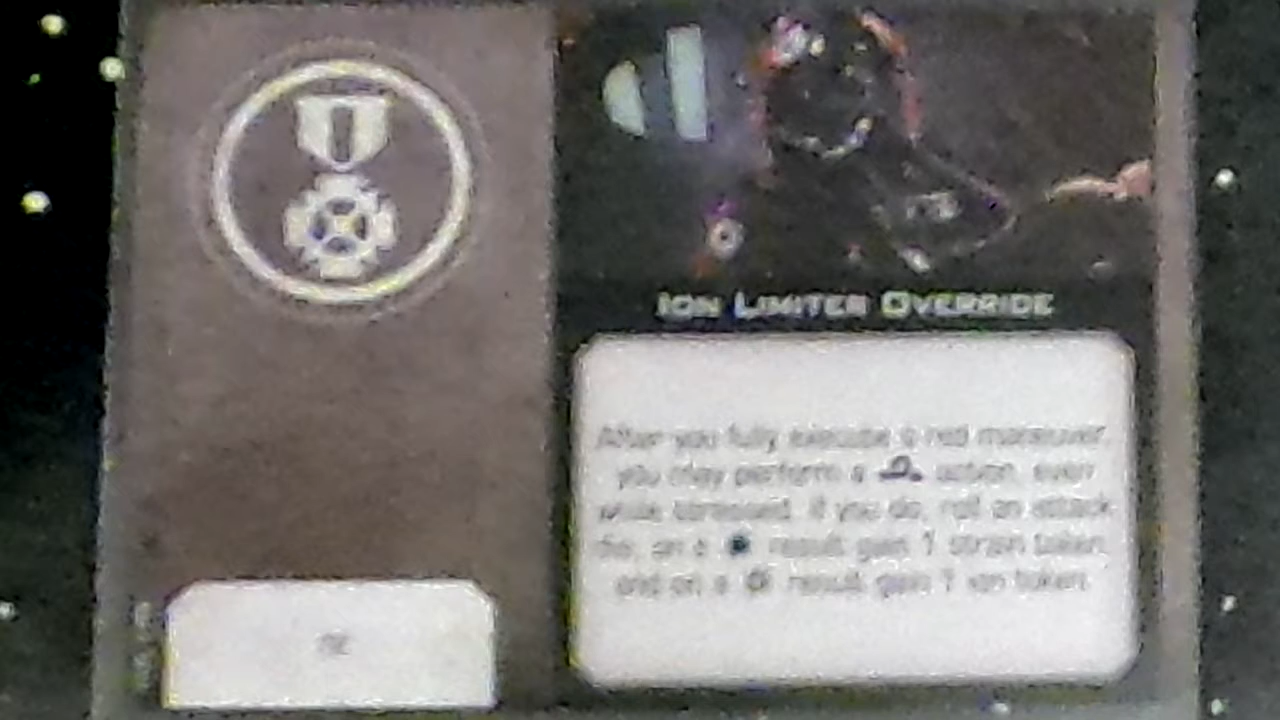 ION LIMITER OVERRIDE
After you fully execute a red maneuver,
you may perform a action, even
while stressed. If you do, roll an attack
die; on a result gain 1 strain token,
and on a result gain 1 ion token.